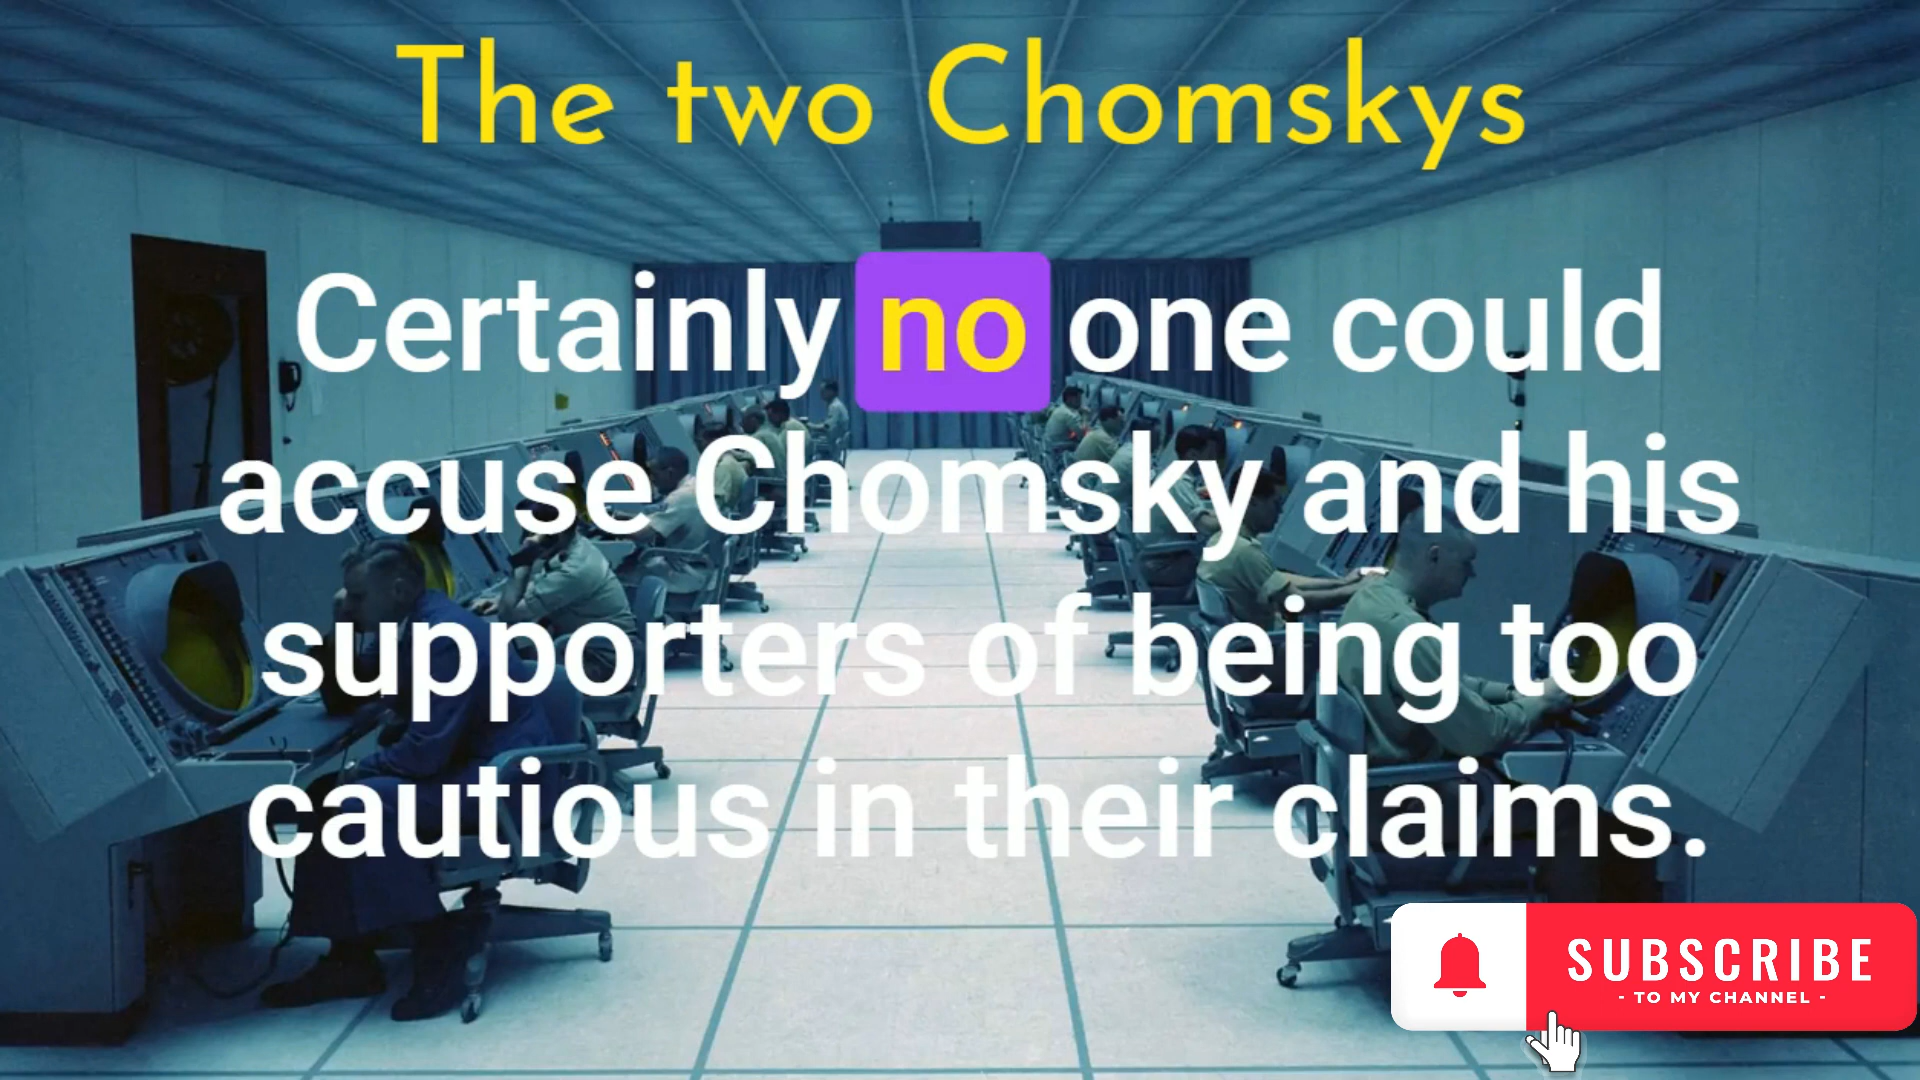 The two Chomskys
Certainly no one could
accuse Chomsky and his
supporters of being too
cautious in their claims.
SUBSCRIBE
- TO MY CHANNEL -